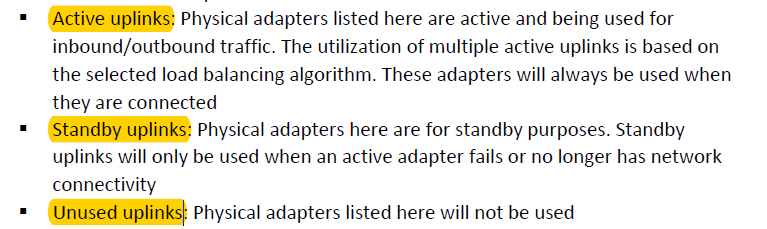 ▪ Active uplinks: Physical adapters listed here are active and being used for
inbound/outbound traffic. The utilization of multiple active uplinks is based on
the selected load balancing algorithm. These adapters will always be used when
they are connected
▪ Standby uplinks: Physical adapters here are for standby purposes. Standby
uplinks will only be used when an active adapter fails or no longer has network
connectivity
▪ Unused uplinks: Physical adapters listed here will not be used